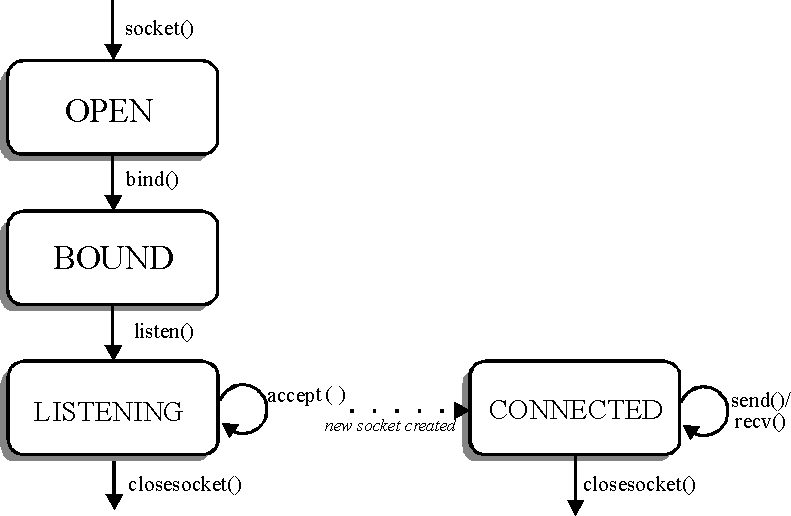 socket()
OPEN
bind()
BOUND
listen()
LISTENING
accept ( )
new socket created
CONNECTED
send()/
recv()
closesocket()
closesocket()